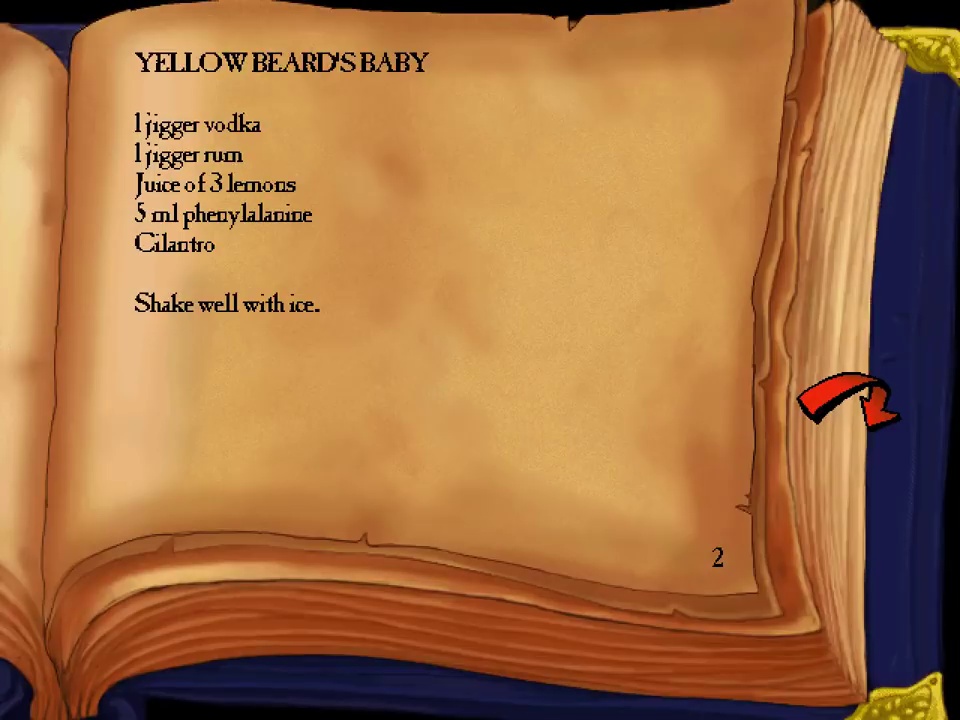 YELLOW BEARD'S BABY
1 jigger vodka
1 jigger rum
Juice of 3 lemons
5 ml phenylalanine
Cilantro
Shake well with ice.
2